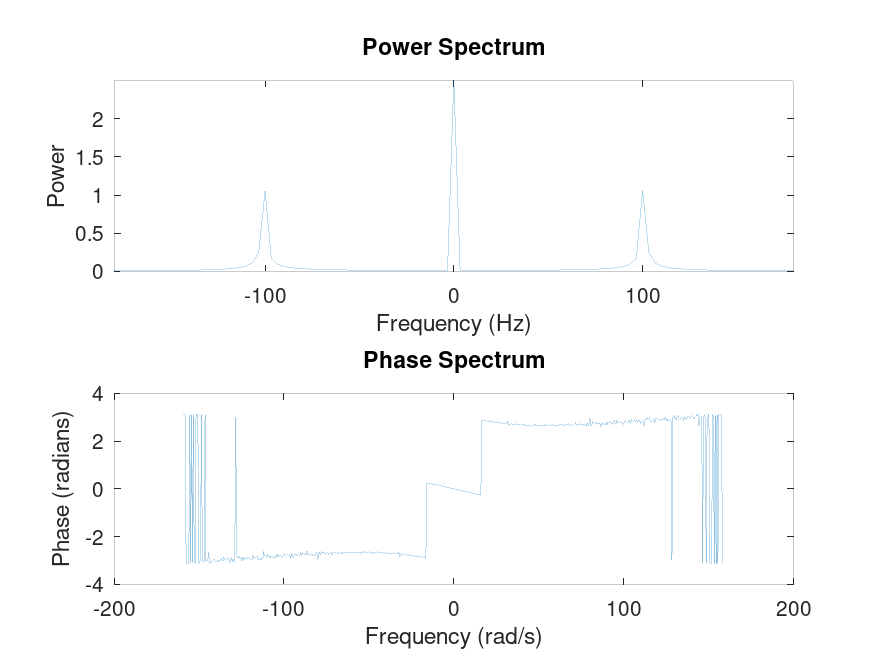 Power Spectrum
2
1.5
1
0.5
0
Power
-100 0 100
Frequency (Hz)
Phase Spectrum
4
2
0
-2
-4
Phase (radians)
-200 -100 0 100 200
Frequency (rad/s)